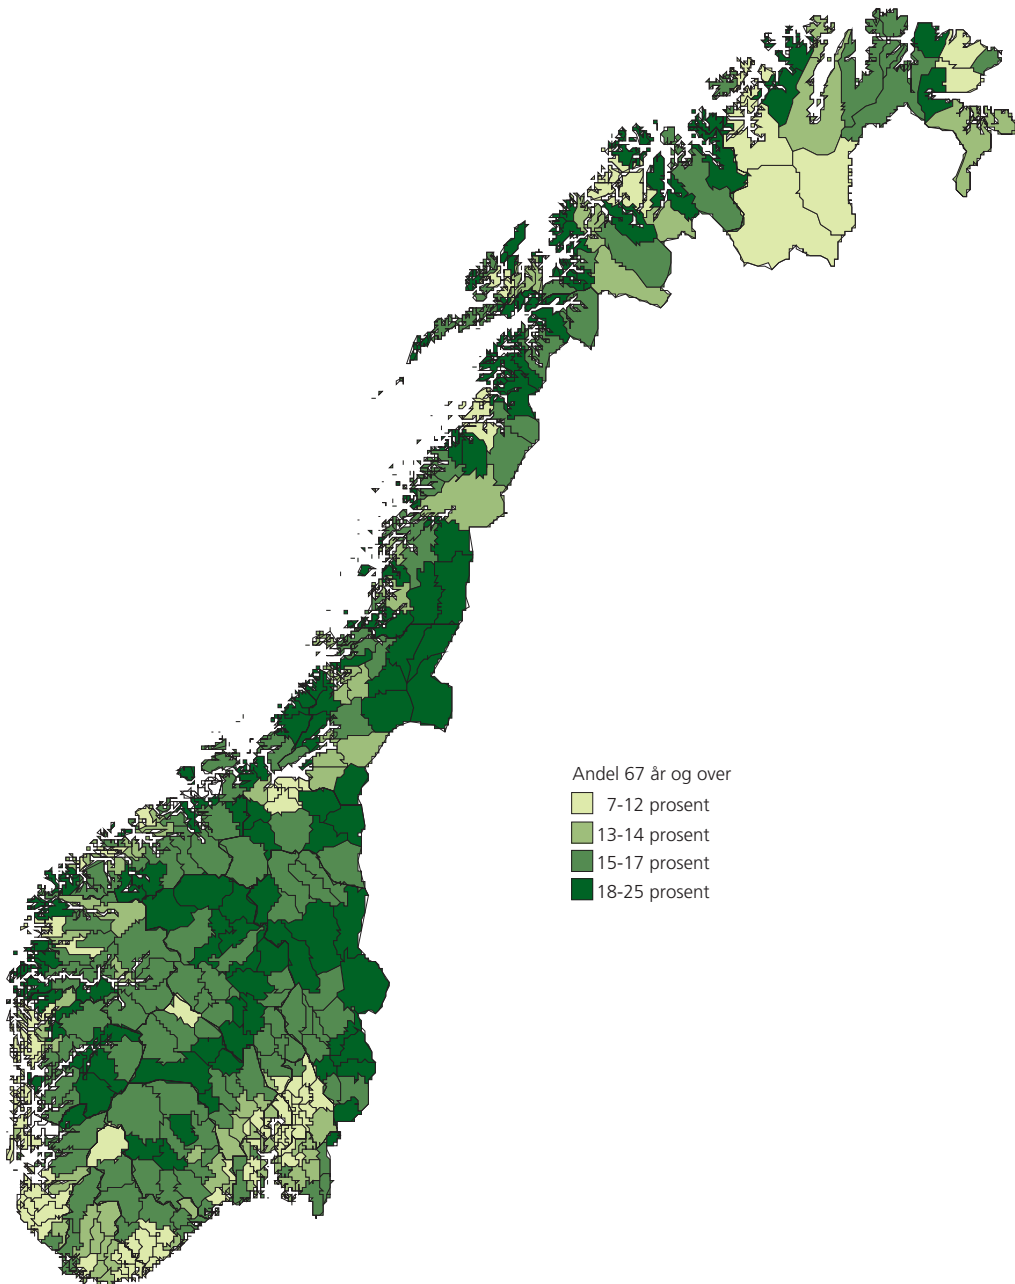 Andel 67 år og over
7-12 prosent
13-14 prosent
15-17 prosent
18-25 prosent